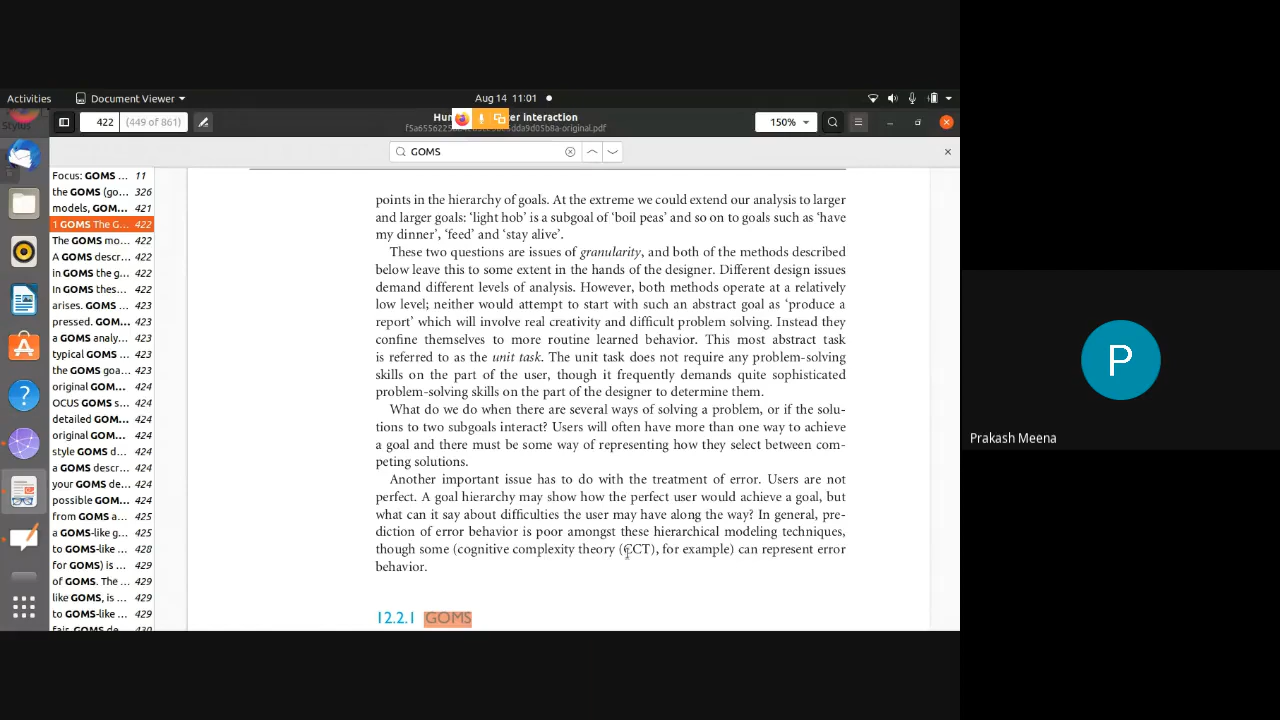 Activities
Document Viewer
Aug 14 11:01
422
(449 of 861)
150%
GOMS
Focus: GOMS ... 11
the GOMS (go... 326
models, GOM... 421
1 GOMS The G... 422
The GOMS mo... 422
A GOMS descr... 422
in GOMS the g... 422
In GOMS thes... 422
arises. GOM... 423
pressed. GOM... 423
a GOMS analy... 423
typical GOMS ... 423
the GOMS goa... 423
original GOM... 424
OCUS GOMS s... 424
detailed GOM... 424
original GOM... 424
style GOMS d... 424
a GOMS descr... 424
your GOMS de... 424
possible GOM... 424
from GOMS a... 425
a GOMS-like g... 425
to GOMS-like ... 428
for GOMS) is ... 429
of GOMS. The ... 429
like GOMS, is ... 429
to GOMS-like ... 429
fair, GOMS de... 430
points in the hierarchy of goals. At the extreme we could extend our analysis to larger
and larger goals: ‘light hob’ is a subgoal of ‘boil peas’ and so on to goals such as ‘have
my dinner’, ‘feed’ and ‘stay alive’.
These two questions are issues of granularity, and both of the methods described
below leave this to some extent in the hands of the designer. Different design issues
demand different levels of analysis. However, both methods operate at a relatively
low level; neither would attempt to start with such an abstract goal as ‘produce a
report’ which will involve real creativity and difficult problem solving. Instead they
confine themselves to more routine learned behavior. This most abstract task
is referred to as the unit task. The unit task does not require any problem-solving
skills on the part of the user, though it frequently demands quite sophisticated
problem-solving skills on the part of the designer to determine them.
What do we do when there are several ways of solving a problem, or if the solu-
tions to two subgoals interact? Users will often have more than one way to achieve
a goal and there must be some way of representing how they select between com-
peting solutions.
Another important issue has to do with the treatment of error. Users are not
perfect. A goal hierarchy may show how the perfect user would achieve a goal, but
what can it say about difficulties the user may have along the way? In general, pre-
diction of error behavior is poor amongst these hierarchical modeling techniques,
though some (cognitive complexity theory (CCT), for example) can represent error
behavior.
12.2.1 GOMS
P
Prakash Meena